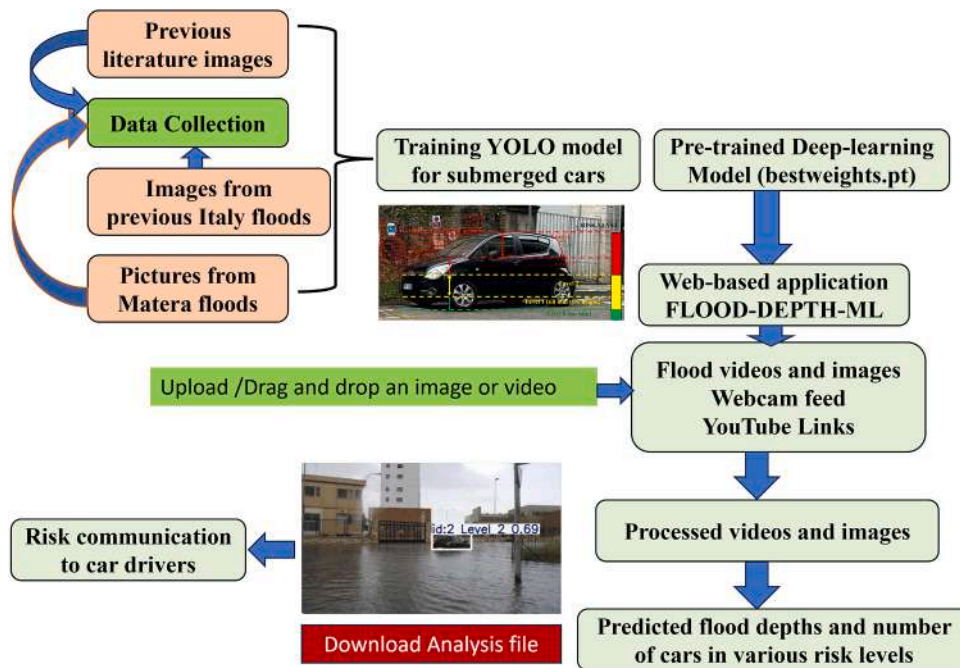 Previous
literature images
Data Collection
Images from
previous Italy floods
Pictures from
Matera floods
Training YOLO model
for submerged cars
Pre-trained Deep-learning
Model (bestweights.pt)
Web-based application
FLOOD-DEPTH-ML
Upload /Drag and drop an image or video
Flood videos and images
Webcam feed
YouTube Links
id:2 Level_2 0.69
Processed videos and images
Risk communication
to car drivers
Download Analysis file
Predicted flood depths and number
of cars in various risk levels